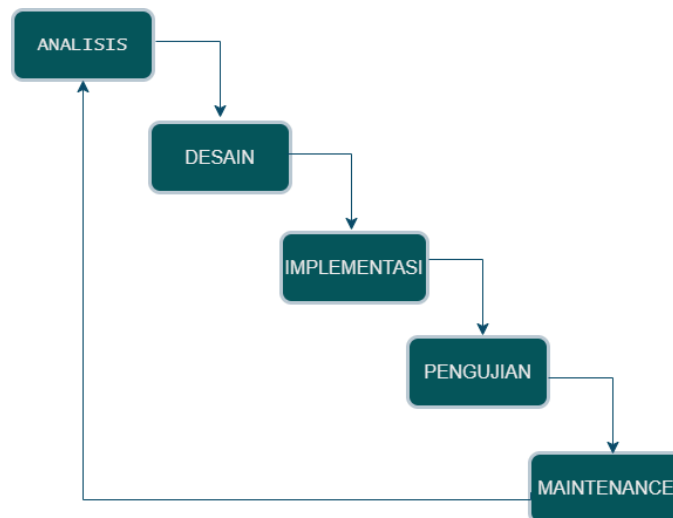 ANALISIS
DESAIN
IMPLEMENTASI
PENGUJIAN
MAINTENANCE